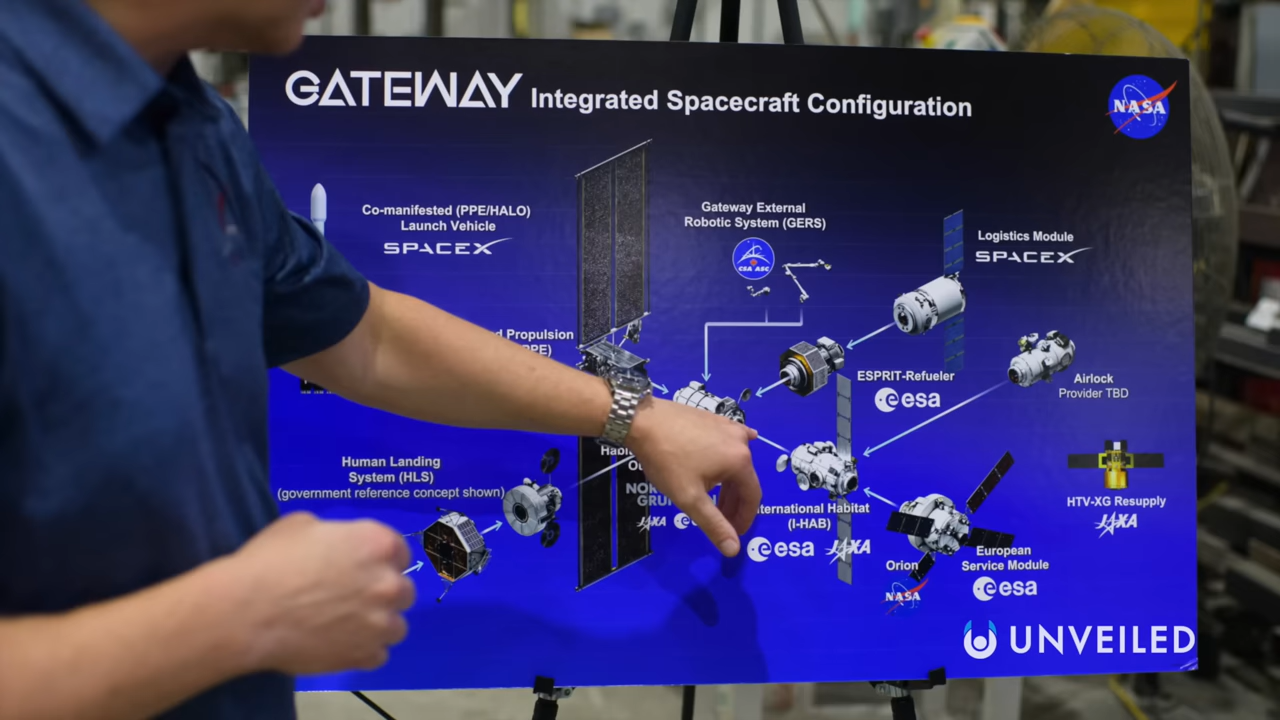 GATEWAY Integrated Spacecraft Configuration
NASA
Co-manifested (PPE/HALO)
Launch Vehicle
SPACEX
Gateway External
Robotic System (GERS)
CSA ASC
Logistics Module
SPACEX
Propulsion
ESPRIT-Refueler
esa
Airlock
Provider TBD
Human Landing
System (HLS)
(government reference concept shown)
JAXA
International Habitat
(I-HAB)
esa JAXA
HTV-XG Resupply
JAXA
Orion
NASA
European
Service Module
esa
UNVEILED